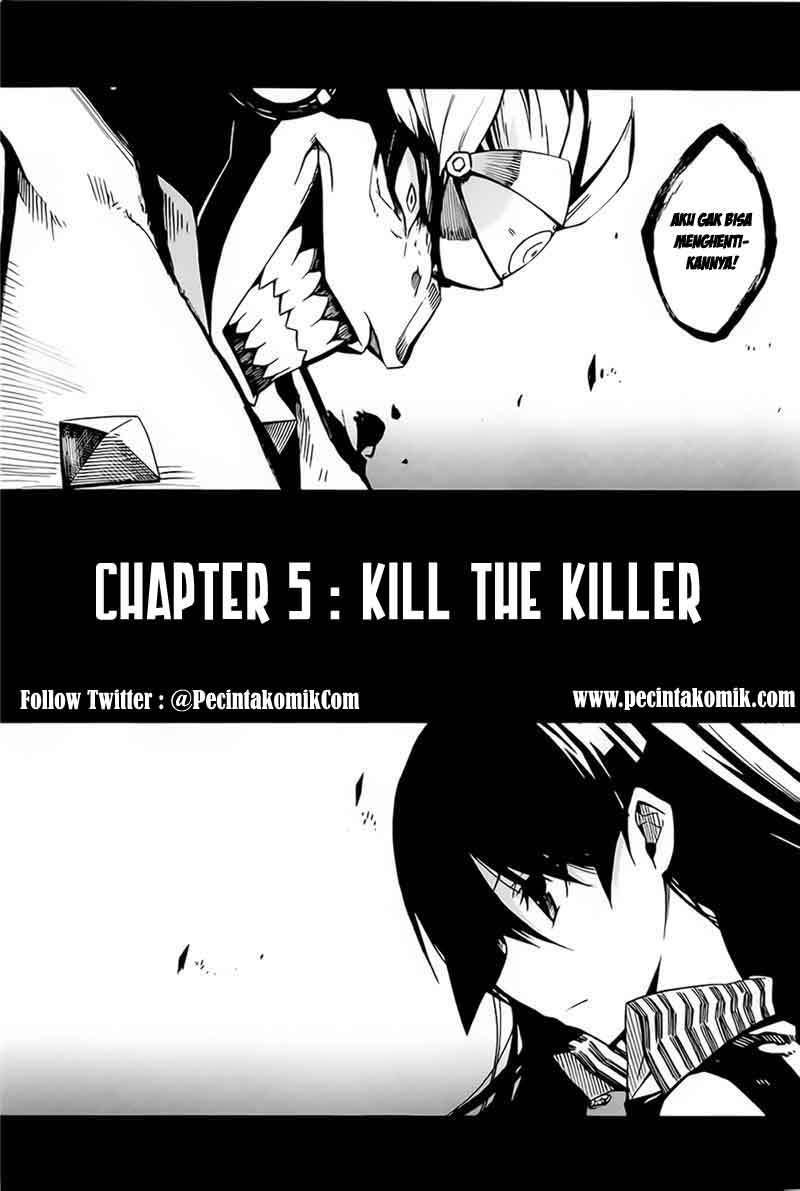 AKU GAK BISA
MENGHENTI-
KANNYA!
CHAPTER 5 : KILL THE KILLER
Follow Twitter : @PecintakomikCom
www.pecintakomik.com